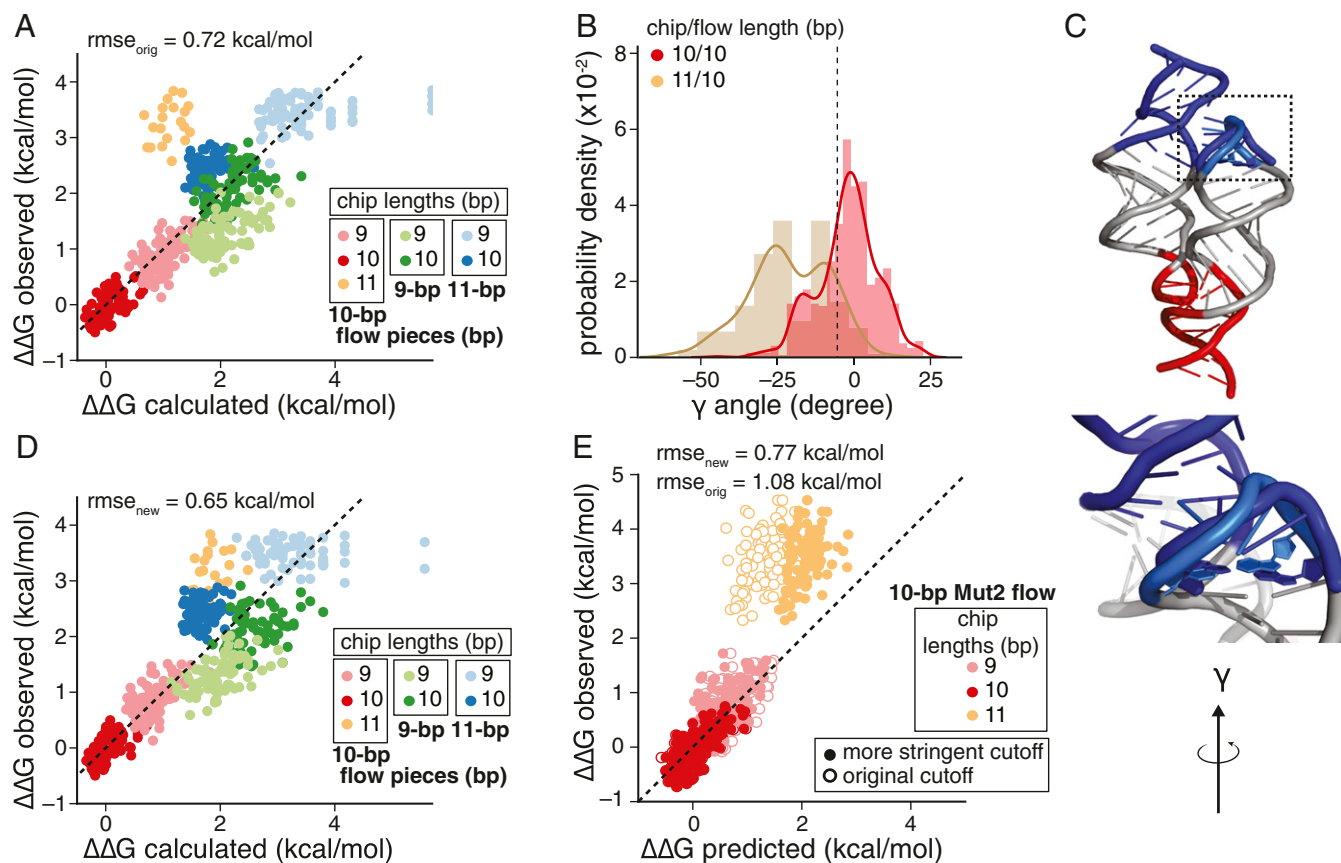 A
rmse_orig = 0.72 kcal/mol
ΔΔG observed (kcal/mol)
4
3
2
1
0
−1
0
2
4
ΔΔG calculated (kcal/mol)
chip lengths (bp)
9
10
11
9
10
9
10
10-bp
9-bp
11-bp
flow pieces (bp)
B
chip/flow length (bp)
10/10
11/10
probability density (x10⁻²)
8
6
4
2
0
−50
−25
0
25
γ angle (degree)
C
γ
D
rmse_new = 0.65 kcal/mol
ΔΔG observed (kcal/mol)
4
3
2
1
0
−1
0
2
4
ΔΔG calculated (kcal/mol)
chip lengths (bp)
9
10
11
9
10
9
10
10-bp
9-bp
11-bp
flow pieces (bp)
E
rmse_new = 0.77 kcal/mol
rmse_orig = 1.08 kcal/mol
ΔΔG observed (kcal/mol)
5
4
3
2
1
0
−1
0
2
4
ΔΔG predicted (kcal/mol)
10-bp Mut2 flow
chip
lengths (bp)
9
10
11
more stringent cutoff
original cutoff